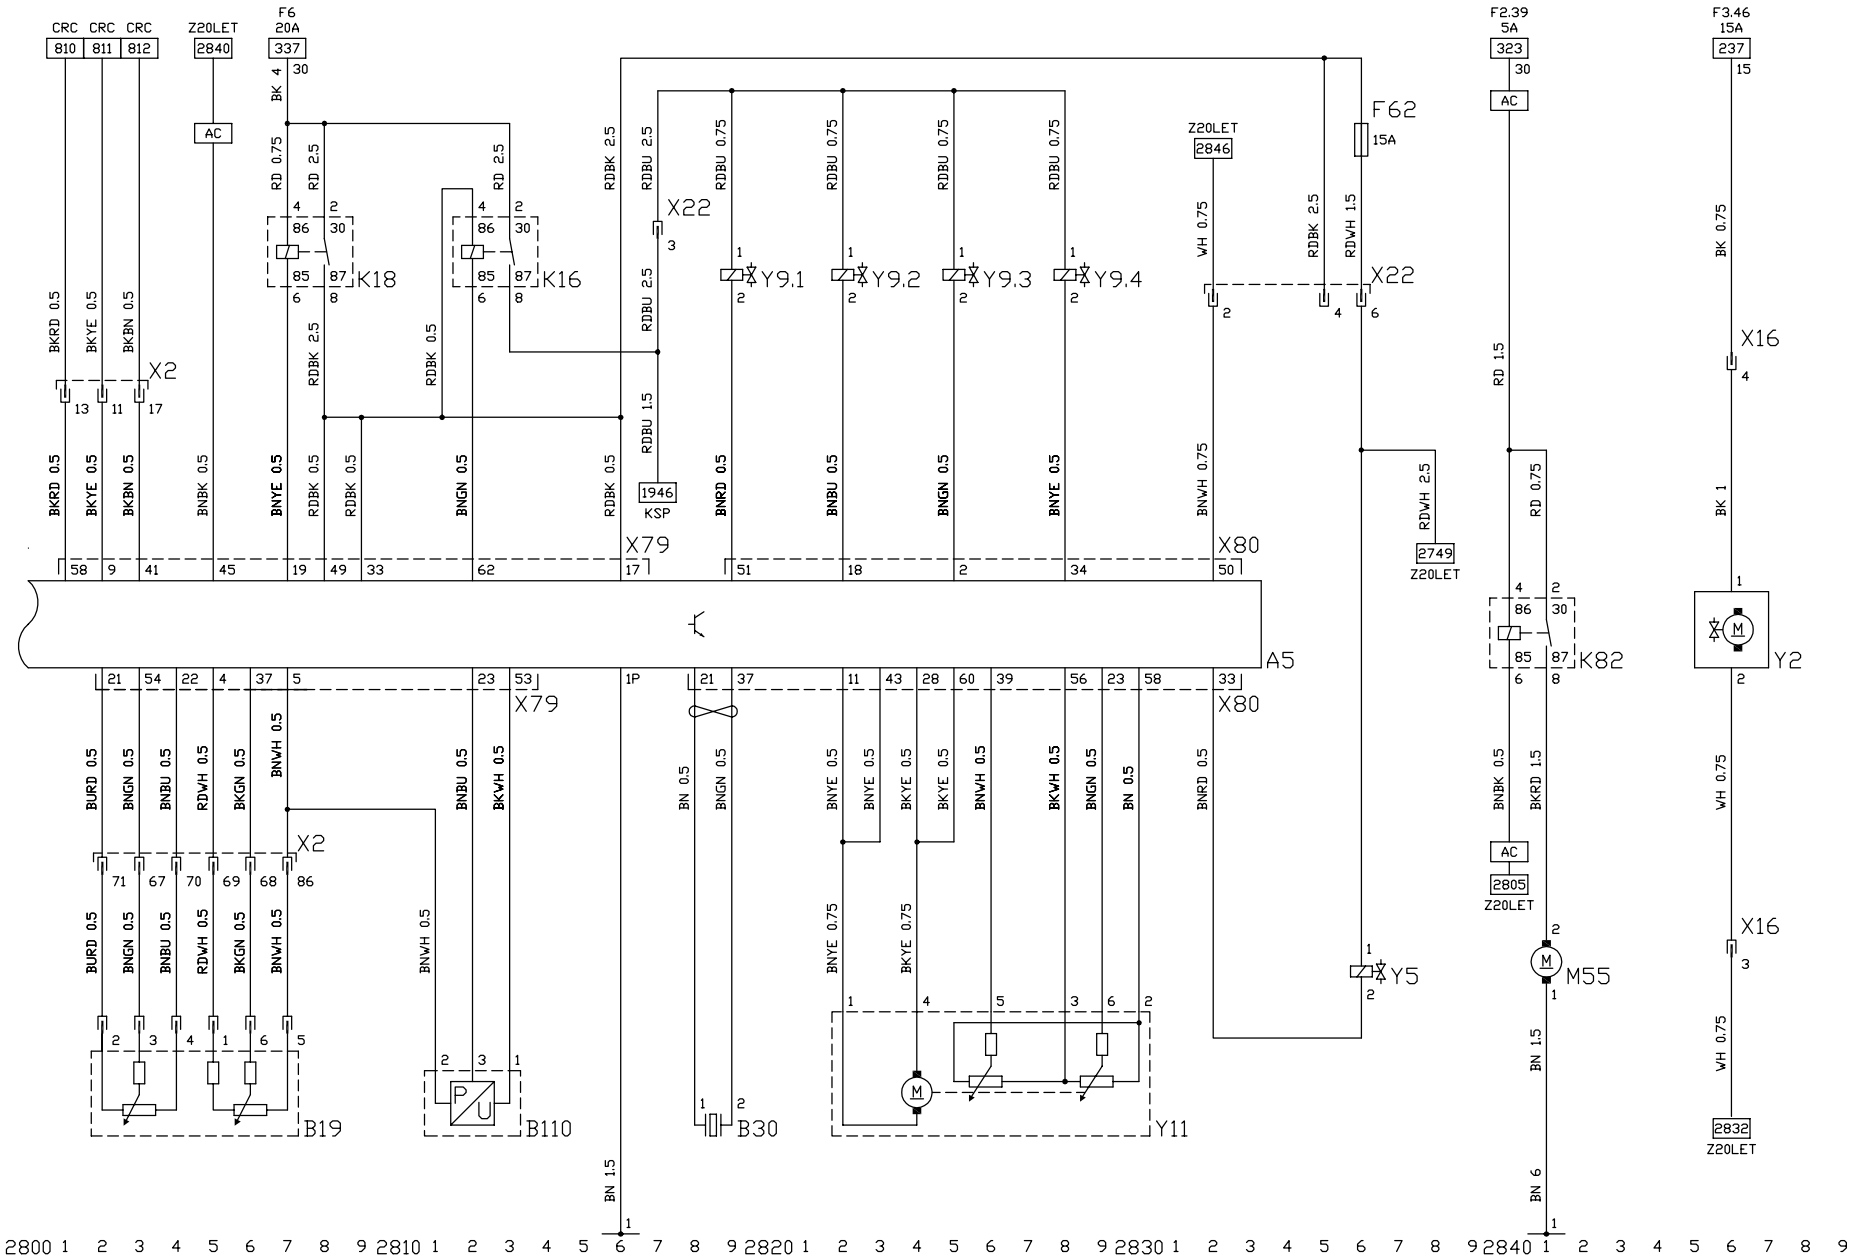 F6 F2.39 F3.46
CRC CRC CRC Z20LET 20A 5A 15A
810 811 812 2840 337 323 237
30 30 15
BK 4
AC AC
F62
15A
Z20LET
2846
RD 0.75 RD 2.5 RD 2.5 RDBK 2.5 RDBU 2.5 RDBU 0.75 RDBU 0.75 RDBU 0.75 RDBU 0.75
4 2 4 2 X22
WH 0.75 RDBK 2.5 RDWH 1.5 BK 0.75
86 30 86 30
3
1 1 1 1
85 87 K18 85 87 K16 Y9.1 Y9.2 Y9.3 Y9.4 X22
6 8 6 8 2 2 2 2
2 4 6
BKRD 0.5 BKYE 0.5 BKBN 0.5 RDBK 2.5 RDBK 0.5 RDBU 2.5 RD 1.5
X16
4
X2
13 11 17
RDBU 1.5
BKRD 0.5 BKYE 0.5 BKBN 0.5 BNBK 0.5 BNYE 0.5 RDBK 0.5 RDBK 0.5 BNGN 0.5 RDBK 0.5 BNRD 0.5 BNBU 0.5 BNGN 0.5 BNYE 0.5 BNWH 0.75 RDWH 2.5 RD 0.75 BK 1
1946
KSP
X79 X80
2749
Z20LET
58 9 41 45 19 49 33 62 17 51 18 2 34 50
4 2 1
86 30
M
A5 85 87 K82 Y2
21 54 22 4 37 5 23 53 1P 21 37 11 43 28 60 39 56 23 58 33 6 8 2
X79 X80
BURD 0.5 BNGN 0.5 BNBU 0.5 RDWH 0.5 BKGN 0.5 BNWH 0.5 BNBU 0.5 BKWH 0.5 BN 0.5 BNGN 0.5 BNYE 0.5 BNYE 0.5 BKYE 0.5 BKYE 0.5 BNWH 0.5 BKWH 0.5 BNGN 0.5 BN 0.5 BNRD 0.5 BNBK 0.5 BKRD 1.5 WH 0.75
X2
71 67 70 69 68 86
AC
2805
Z20LET
BURD 0.5 BNGN 0.5 BNBU 0.5 RDWH 0.5 BKGN 0.5 BNWH 0.5 BNWH 0.5 BNYE 0.75 BKYE 0.75
X16
3
2
1 M M55
Y5
2 1
1 4 5 3 6 2
2 3 4 1 6 5
2 3 1
BN 1.5 WH 0.75
P
U
M
1 2
B19 B110 B30 Y11
2832
Z20LET
BN 1.5 BN 6
1 1
2800 1 2 3 4 5 6 7 8 9 2810 1 2 3 4 5 6 7 8 9 2820 1 2 3 4 5 6 7 8 9 2830 1 2 3 4 5 6 7 8 9 2840 1 2 3 4 5 6 7 8 9